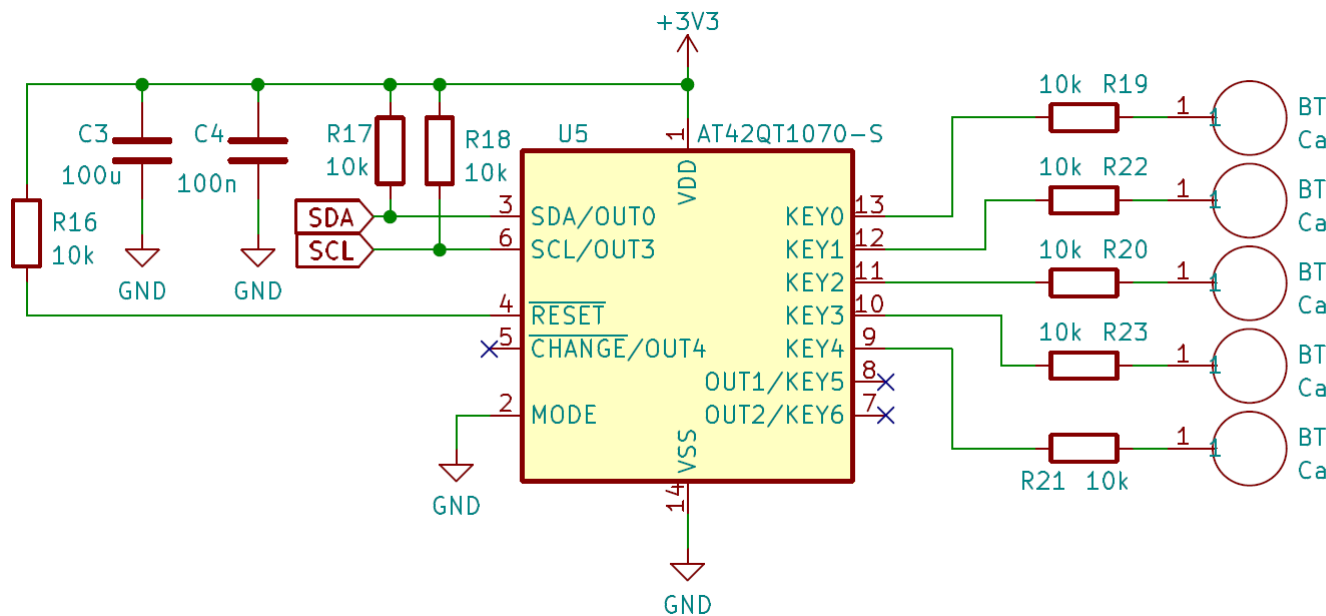 +3V3
C3
100u
C4
100n
R17
10k
R18
10k
R16
10k
GND
GND
SDA
SCL
U5
AT42QT1070-S
1
VDD
3
SDA/OUT0
6
SCL/OUT3
4
RESET
5
CHANGE/OUT4
2
MODE
GND
KEY0
13
KEY1
12
KEY2
11
KEY3
10
KEY4
9
OUT1/KEY5
8
OUT2/KEY6
7
VSS
14
GND
10k R19
1
1
BT
Ca
10k R22
1
1
BT
Ca
10k R20
1
1
BT
Ca
10k R23
1
1
BT
Ca
R21 10k
1
1
BT
Ca